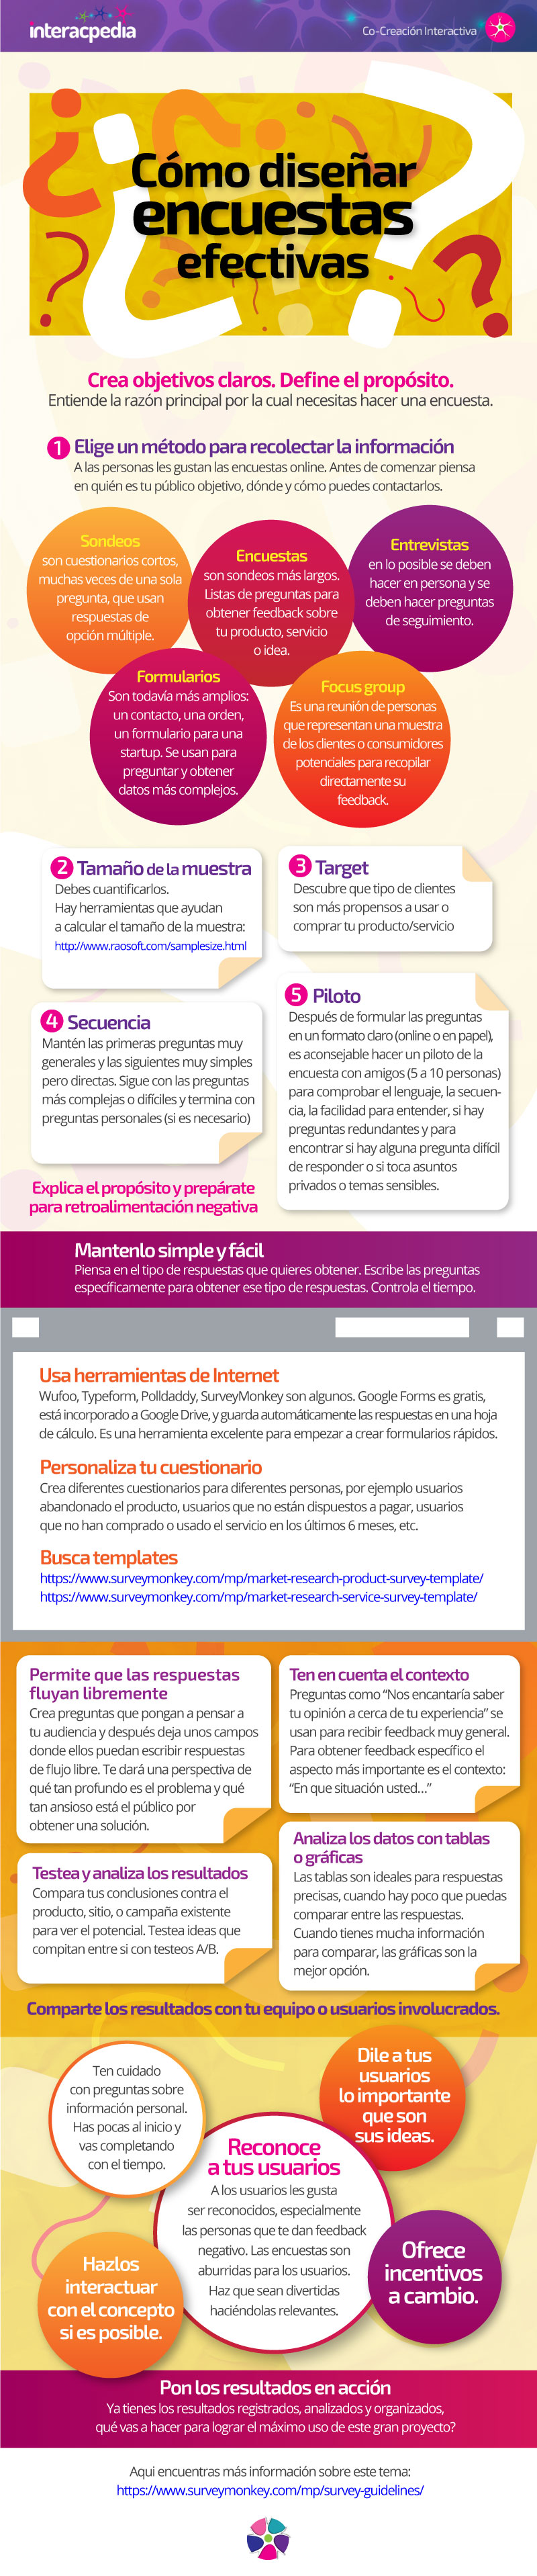 interacpedia
Co-Creación Interactiva
Cómo diseñar
encuestas
efectivas
Crea objetivos claros. Define el propósito.
Entiende la razón principal por la cual necesitas hacer una encuesta.
1 Elige un método para recolectar la información
A las personas les gustan las encuestas online. Antes de comenzar piensa
en quién es tu público objetivo, dónde y cómo puedes contactarlos.
Sondeos
son cuestionarios cortos,
muchas veces de una sola
pregunta, que usan
respuestas de
opción múltiple.
Encuestas
son sondeos más largos.
Listas de preguntas para
obtener feedback sobre
tu producto, servicio
o idea.
Entrevistas
en lo posible se deben
hacer en persona y se
deben hacer preguntas
de seguimiento.
Formularios
Son todavía más amplios:
un contacto, una orden,
un formulario para una
startup. Se usan para
preguntar y obtener
datos más complejos.
Focus group
Es una reunión de personas
que representan una muestra
de los clientes o consumidores
potenciales para recopilar
directamente su
feedback.
2 Tamaño de la muestra
Debes cuantificarlos.
Hay herramientas que ayudan
a calcular el tamaño de la muestra:
http://www.raosoft.com/samplesize.html
3 Target
Descubre que tipo de clientes
son más propensos a usar o
comprar tu producto/servicio
4 Secuencia
Mantén las primeras preguntas muy
generales y las siguientes muy simples
pero directas. Sigue con las preguntas
más complejas o difíciles y termina con
preguntas personales (si es necesario)
5 Piloto
Después de formular las preguntas
en un formato claro (online o en papel),
es aconsejable hacer un piloto de la
encuesta con amigos (5 a 10 personas)
para comprobar el lenguaje, la secuen-
cia, la facilidad para entender, si hay
preguntas redundantes y para
encontrar si hay alguna pregunta difícil
de responder o si toca asuntos
privados o temas sensibles.
Explica el propósito y prepárate
para retroalimentación negativa
Mantenlo simple y fácil
Piensa en el tipo de respuestas que quieres obtener. Escribe las preguntas
específicamente para obtener ese tipo de respuestas. Controla el tiempo.
Usa herramientas de Internet
Wufoo, Typeform, Polldaddy, SurveyMonkey son algunos. Google Forms es gratis,
está incorporado a Google Drive, y guarda automáticamente las respuestas en una hoja
de cálculo. Es una herramienta excelente para empezar a crear formularios rápidos.
Personaliza tu cuestionario
Crea diferentes cuestionarios para diferentes personas, por ejemplo usuarios
abandonado el producto, usuarios que no están dispuestos a pagar, usuarios
que no han comprado o usado el servicio en los últimos 6 meses, etc.
Busca templates
https://www.surveymonkey.com/mp/market-research-product-survey-template/
https://www.surveymonkey.com/mp/market-research-service-survey-template/
Permite que las respuestas
fluyan libremente
Crea preguntas que pongan a pensar a
tu audiencia y después deja unos campos
donde ellos puedan escribir respuestas
de flujo libre. Te dará una perspectiva de
qué tan profundo es el problema y qué
tan ansioso está el público por
obtener una solución.
Ten en cuenta el contexto
Preguntas como "Nos encantaría saber
tu opinión a cerca de tu experiencia" se
usan para recibir feedback muy general.
Para obtener feedback específico el
aspecto más importante es el contexto:
"En que situación usted..."
Testea y analiza los resultados
Compara tus conclusiones contra el
producto, sitio, o campaña existente
para ver el potencial. Testea ideas que
compitan entre si con testeos A/B.
Analiza los datos con tablas
o gráficas
Las tablas son ideales para respuestas
precisas, cuando hay poco que puedas
comparar entre las respuestas.
Cuando tienes mucha información
para comparar, las gráficas son la
mejor opción.
Comparte los resultados con tu equipo o usuarios involucrados.
Ten cuidado
con preguntas sobre
información personal.
Has pocas al inicio y
vas completando
con el tiempo.
Dile a tus
usuarios
lo importante
que son
sus ideas.
Reconoce
a tus usuarios
A los usuarios les gusta
ser reconocidos, especialmente
las personas que te dan feedback
negativo. Las encuestas son
aburridas para los usuarios.
Haz que sean divertidas
haciéndolas relevantes.
Hazlos
interactuar
con el concepto
si es posible.
Ofrece
incentivos
a cambio.
Pon los resultados en acción
Ya tienes los resultados registrados, analizados y organizados,
qué vas a hacer para lograr el máximo uso de este gran proyecto?
Aqui encuentras más información sobre este tema:
https://www.surveymonkey.com/mp/survey-guidelines/